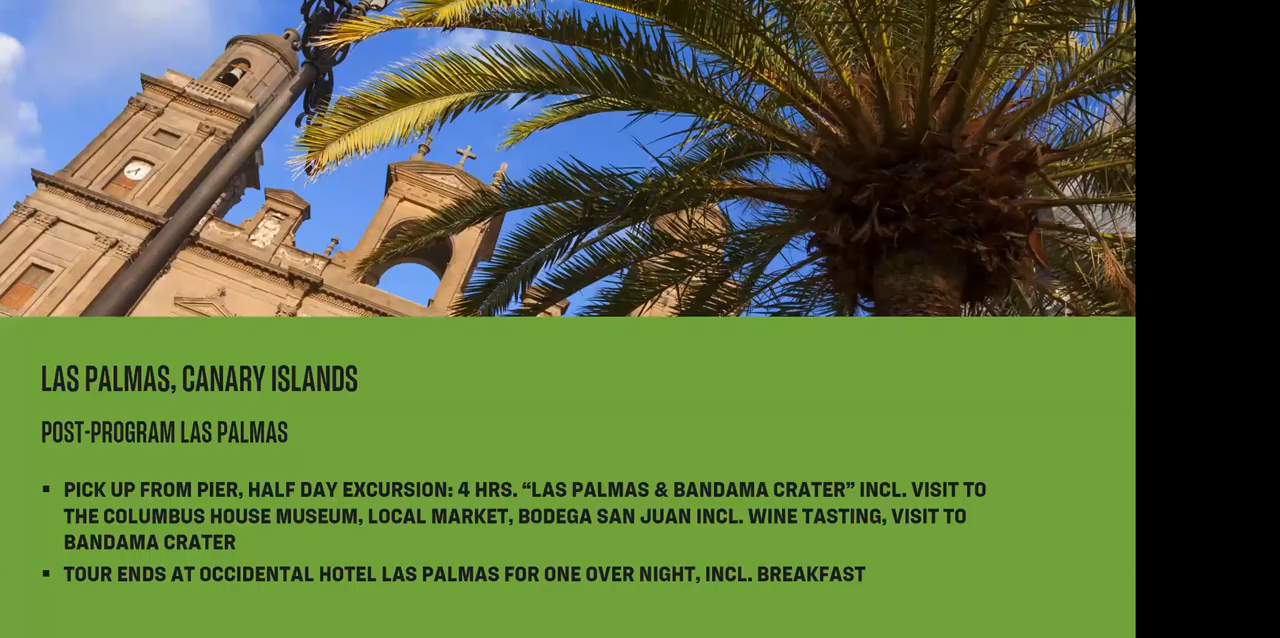 LAS PALMAS, CANARY ISLANDS
POST-PROGRAM LAS PALMAS
▪ PICK UP FROM PIER, HALF DAY EXCURSION: 4 HRS. “LAS PALMAS & BANDAMA CRATER” INCL. VISIT TO
THE COLUMBUS HOUSE MUSEUM, LOCAL MARKET, BODEGA SAN JUAN INCL. WINE TASTING, VISIT TO
BANDAMA CRATER
▪ TOUR ENDS AT OCCIDENTAL HOTEL LAS PALMAS FOR ONE OVER NIGHT, INCL. BREAKFAST